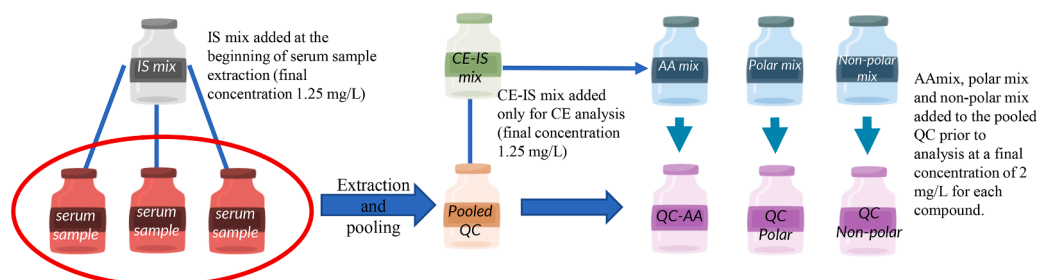 IS mix
IS mix added at the
beginning of serum sample
extraction (final
concentration 1.25 mg/L)
serum
sample
serum
sample
serum
sample
Extraction
and
pooling
CE-IS
mix
CE-IS mix added
only for CE analysis
(final concentration
1.25 mg/L)
Pooled
QC
AA mix
Polar mix
Non-polar
mix
QC-AA
QC
Polar
QC
Non-polar
AAmix, polar mix
and non-polar mix
added to the pooled
QC prior to
analysis at a final
concentration of 2
mg/L for each
compound.